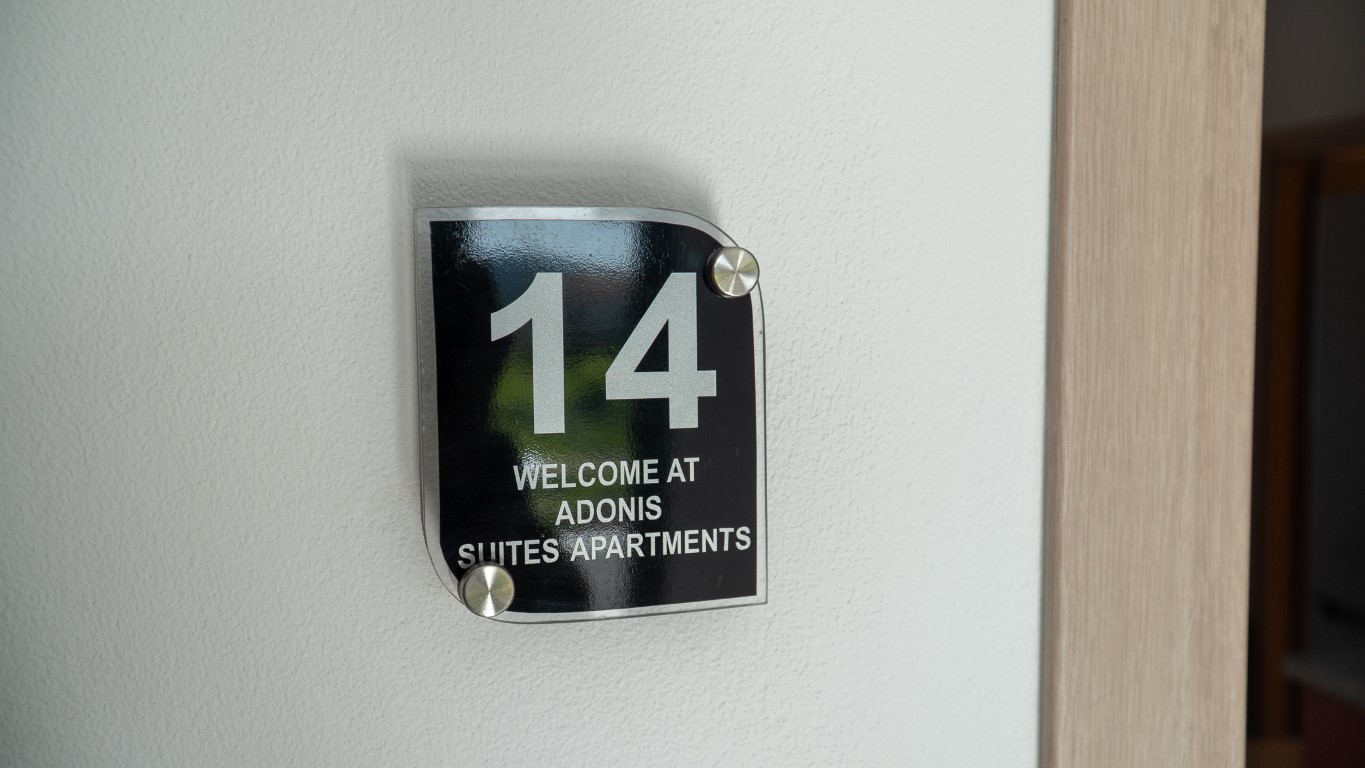 14
WELCOME AT
ADONIS
SUITES APARTMENTS